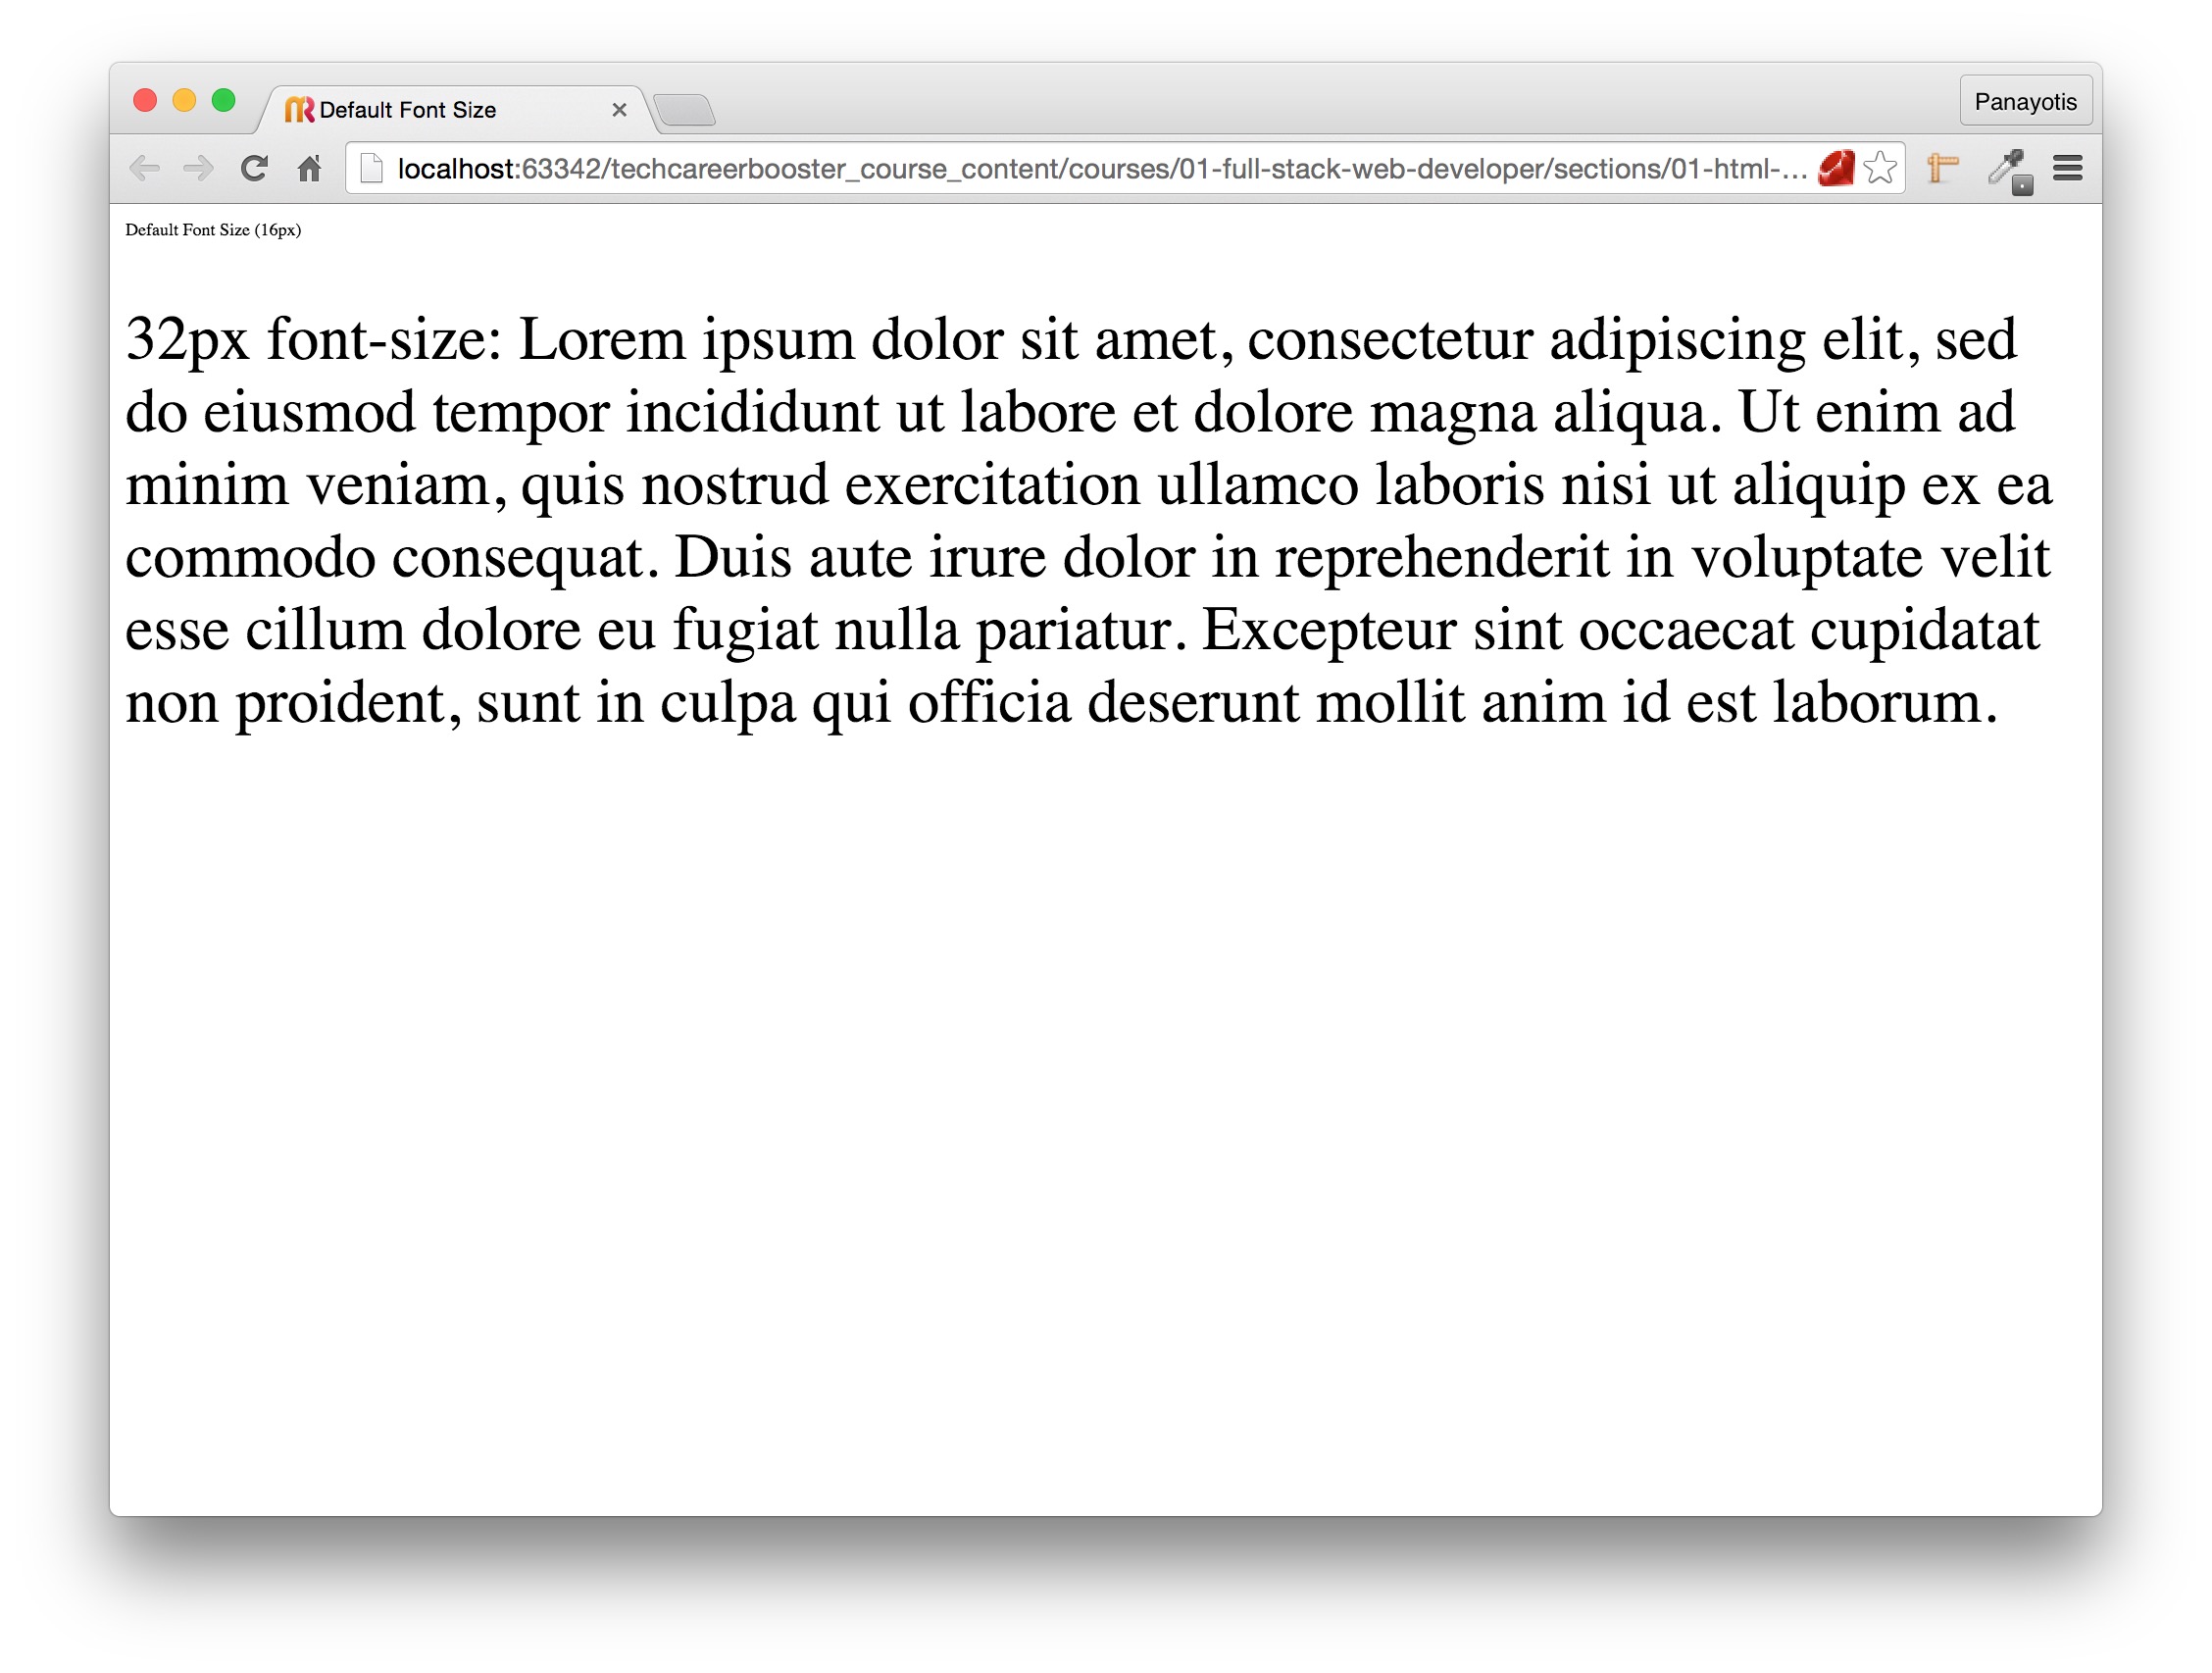 Default Font Size
Panayotis
localhost:63342/techcareerbooster_course_content/courses/01-full-stack-web-developer/sections/01-html-...
Default Font Size (16px)
32px font-size: Lorem ipsum dolor sit amet, consectetur adipiscing elit, sed
do eiusmod tempor incididunt ut labore et dolore magna aliqua. Ut enim ad
minim veniam, quis nostrud exercitation ullamco laboris nisi ut aliquip ex ea
commodo consequat. Duis aute irure dolor in reprehenderit in voluptate velit
esse cillum dolore eu fugiat nulla pariatur. Excepteur sint occaecat cupidatat
non proident, sunt in culpa qui officia deserunt mollit anim id est laborum.